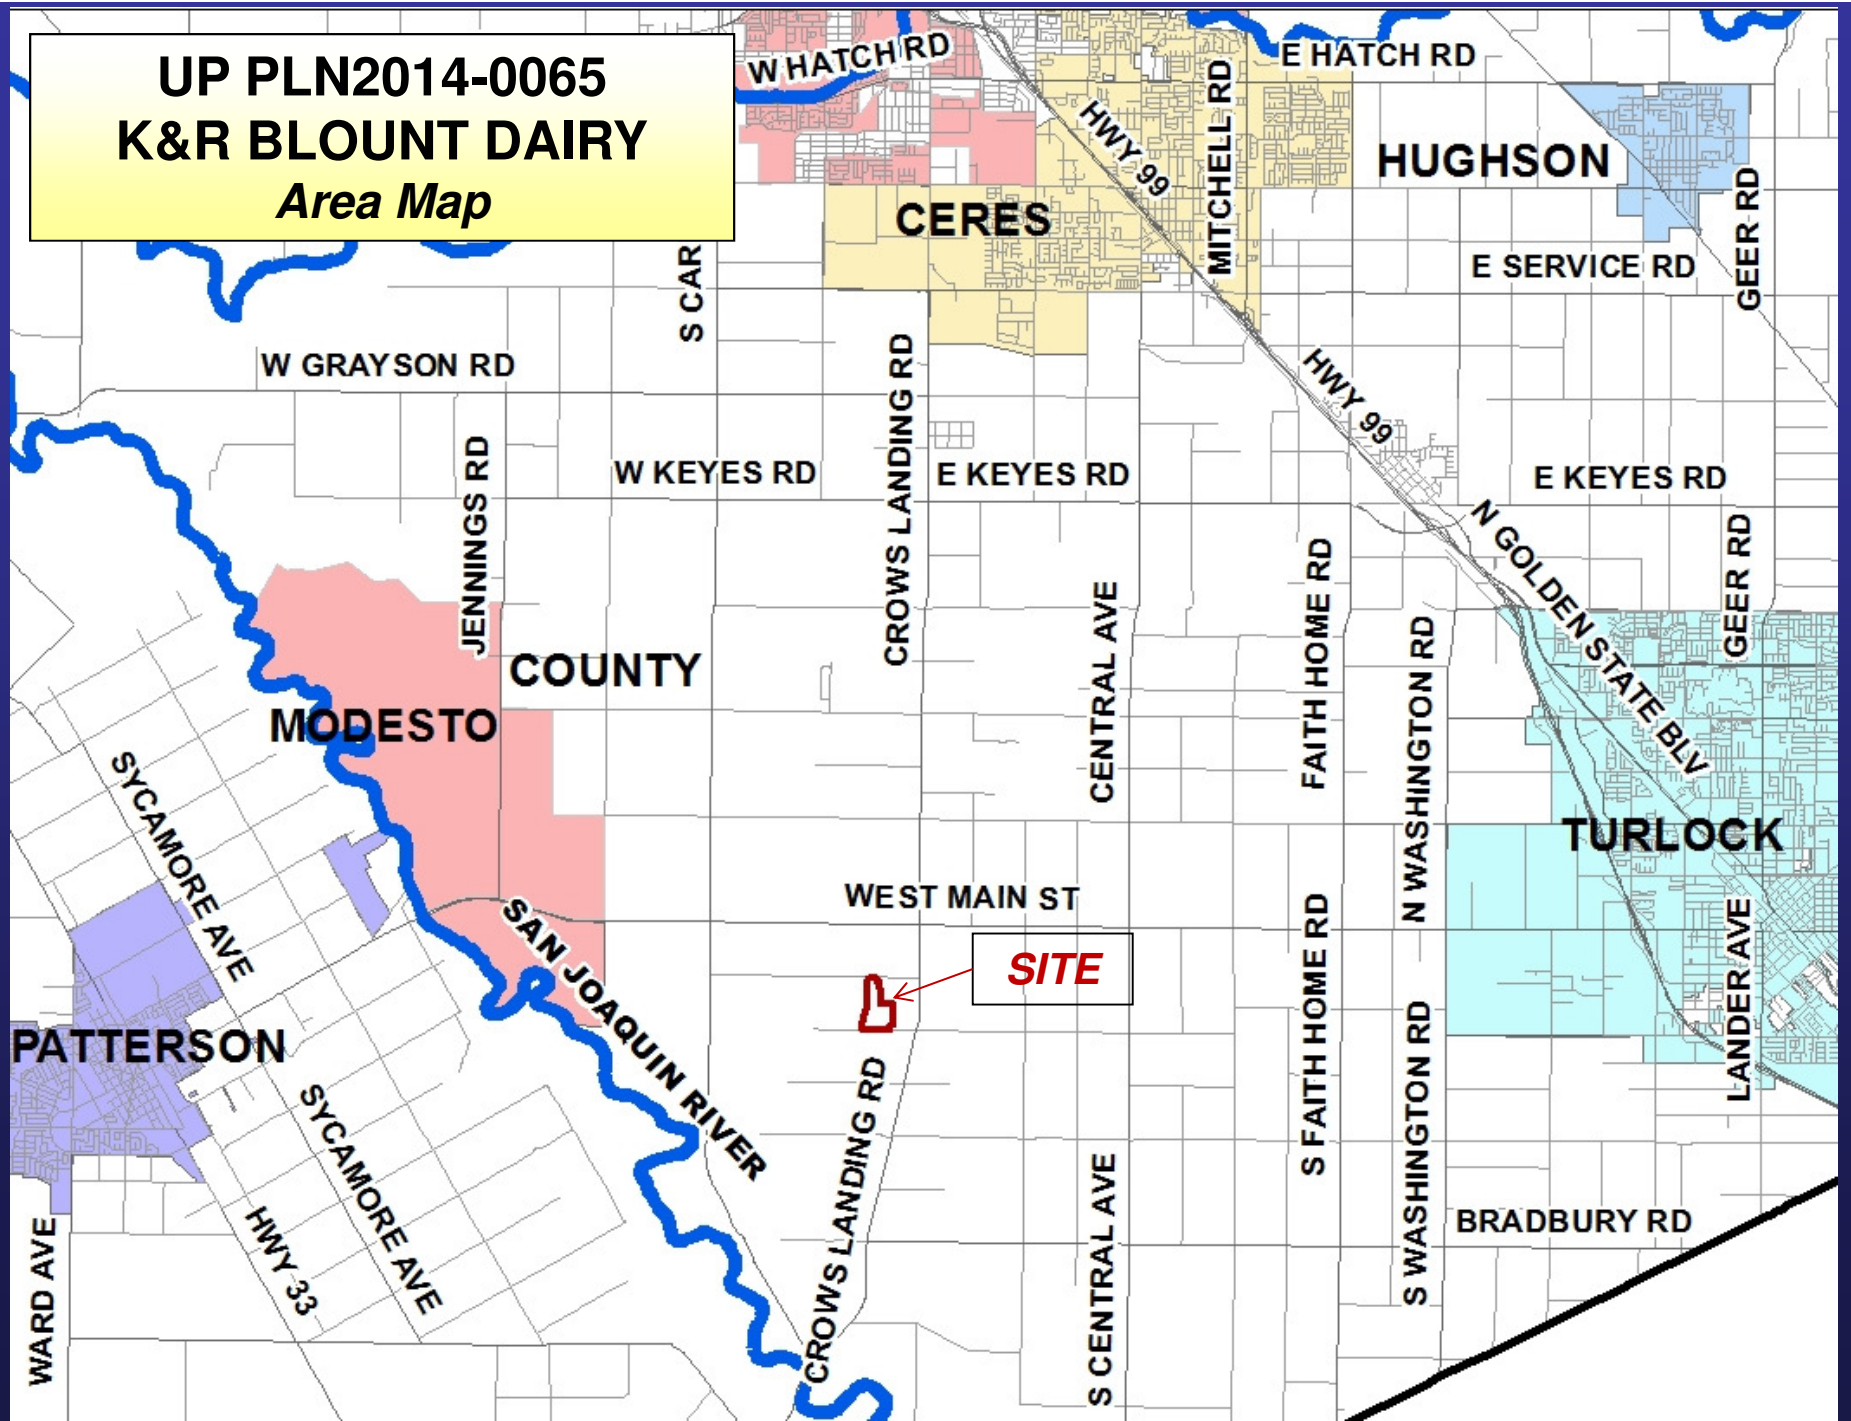 UP PLN2014-0065
K&R BLOUNT DAIRY
Area Map
W HATCH RD
E HATCH RD
HWY 99
MITCHELL RD
HUGHSON
CERES
GEER RD
E SERVICE RD
S CAR
W GRAYSON RD
CROWS LANDING RD
HWY 99
JENNINGS RD
W KEYES RD
E KEYES RD
E KEYES RD
N GOLDEN STATE BLV
GEER RD
FAITH HOME RD
CENTRAL AVE
N WASHINGTON RD
COUNTY
MODESTO
SYCAMORE AVE
TURLOCK
WEST MAIN ST
SAN JOAQUIN RIVER
SITE
S FAITH HOME RD
LANDER AVE
PATTERSON
S WASHINGTON RD
CROWS LANDING RD
SYCAMORE AVE
S CENTRAL AVE
HWY 33
WARD AVE
BRADBURY RD